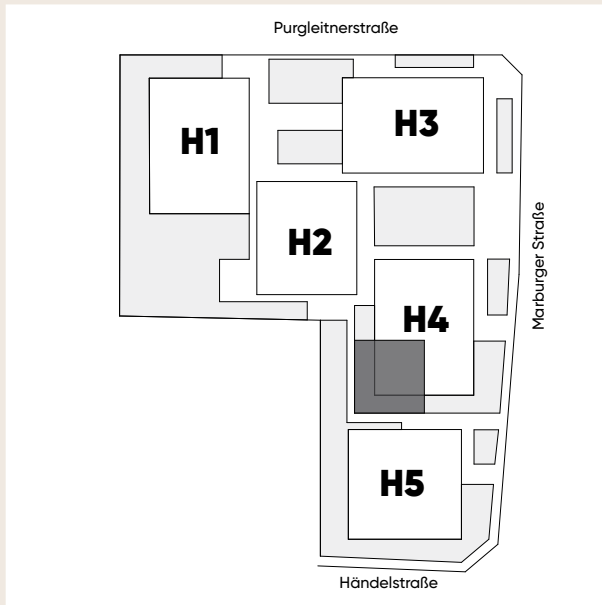 Purgleitnerstraße
H1
H3
H2
Marburger Straße
H4
H5
Händelstraße